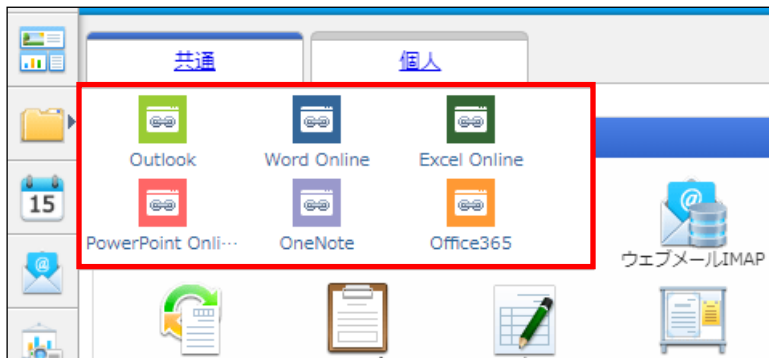 共通 個人
Outlook Word Online Excel Online
15
PowerPoint Onli… OneNote Office365
ウェブメールIMAP